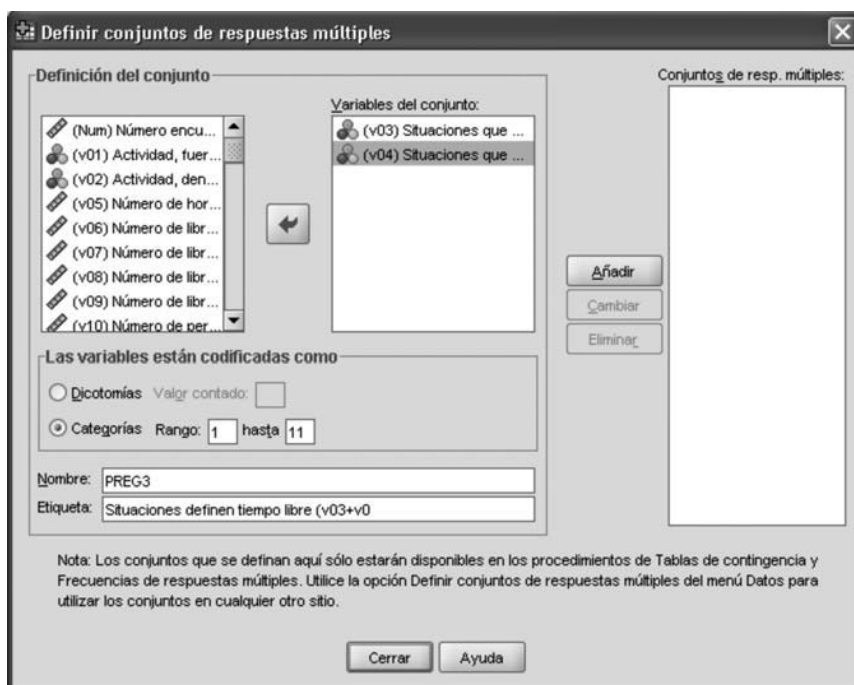 Definir conjuntos de respuestas múltiples
Definición del conjunto
(Num) Número encu...
(v01) Actividad, fuer...
(v02) Actividad, den...
(v05) Número de hor...
(v06) Número de libr...
(v07) Número de libr...
(v08) Número de libr...
(v09) Número de libr...
(v10) Número de per...
Variables del conjunto:
(v03) Situaciones que ...
(v04) Situaciones que ...
Las variables están codificadas como
Dicotomías Valor contado:
Categorías Rango: 1 hasta 11
Nombre: PREG3
Etiqueta: Situaciones definen tiempo libre (v03+v0
Conjuntos de resp. múltiples:
Añadir
Cambiar
Eliminar
Nota: Los conjuntos que se definan aquí sólo estarán disponibles en los procedimientos de Tablas de contingencia y
Frecuencias de respuestas múltiples. Utilice la opción Definir conjuntos de respuestas múltiples del menú Datos para
utilizar los conjuntos en cualquier otro sitio.
Cerrar
Ayuda